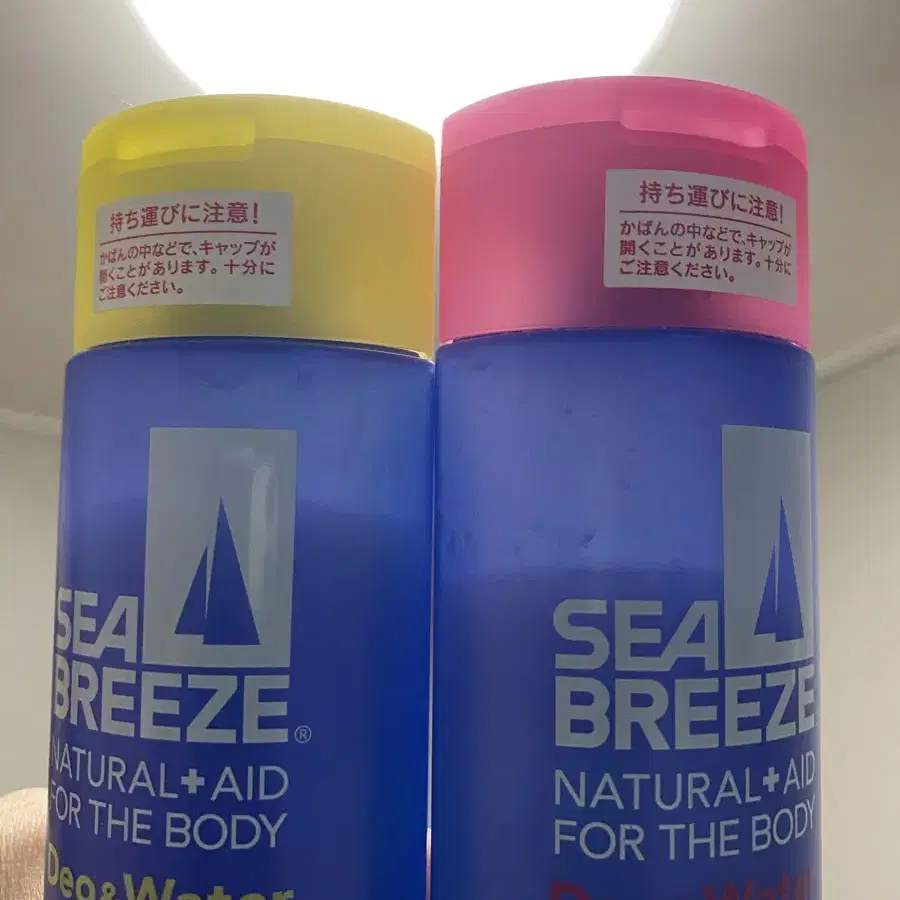 持ち運びに注意!
かばんの中などで、キャップが
開くことがあります。十分に
ご注意ください。
SEA
BREEZE®
NATURAL+AID
FOR THE BODY
Deo&Water
持ち運びに注意!
かばんの中などで、キャップが
開くことがあります。十分に
ご注意ください。
SEA
BREEZE
NATURAL+AID
FOR THE BODY